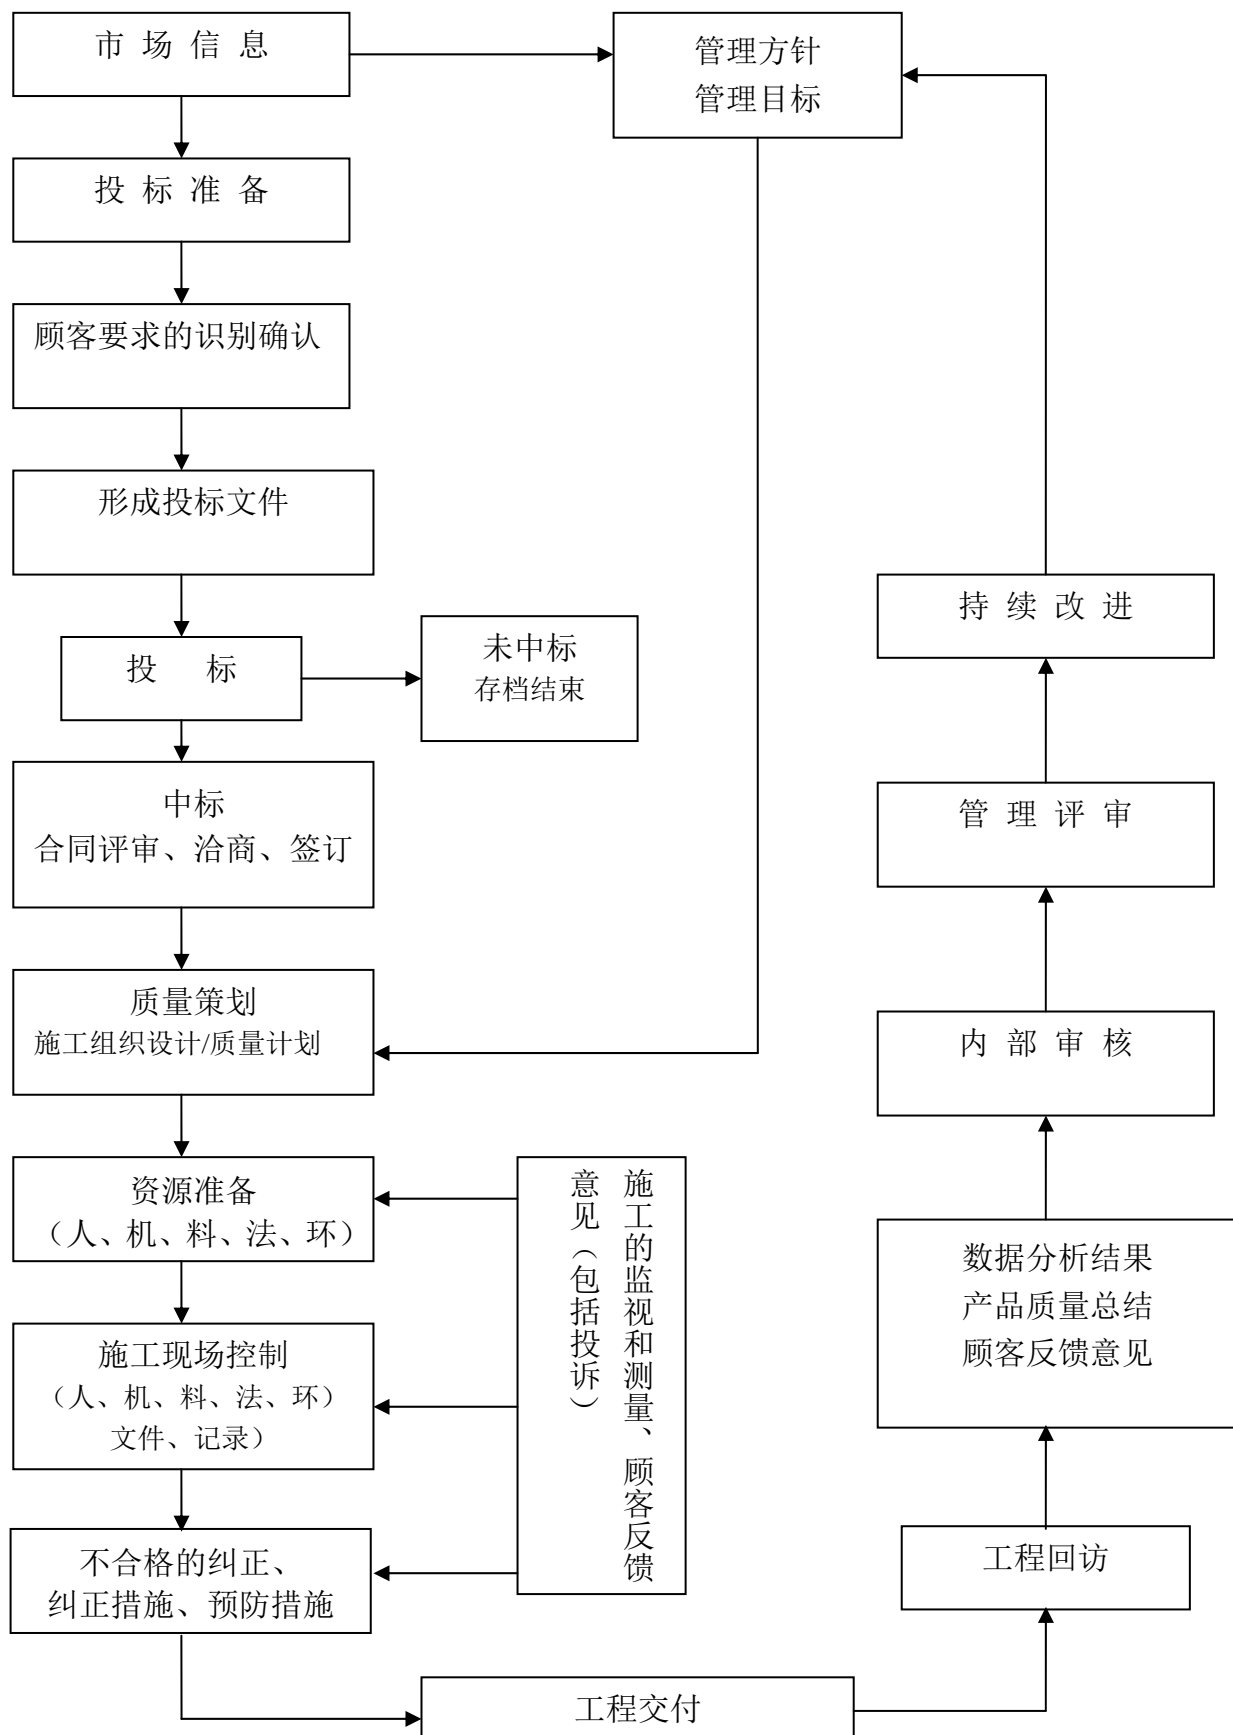 市 场 信 息
管理方针
管理目标
投 标 准 备
顾客要求的识别确认
形成投标文件
投 标
未中标
存档结束
中标
合同评审、洽商、签订
质量策划
施工组织设计/质量计划
资源准备
（人、机、料、法、环）
施工现场控制
（人、机、料、法、环）
文件、记录）
不合格的纠正、
纠正措施、预防措施
施工的监视和测量、顾客反馈
意见（包括投诉）
工程交付
工程回访
数据分析结果
产品质量总结
顾客反馈意见
内 部 审 核
管 理 评 审
持 续 改 进